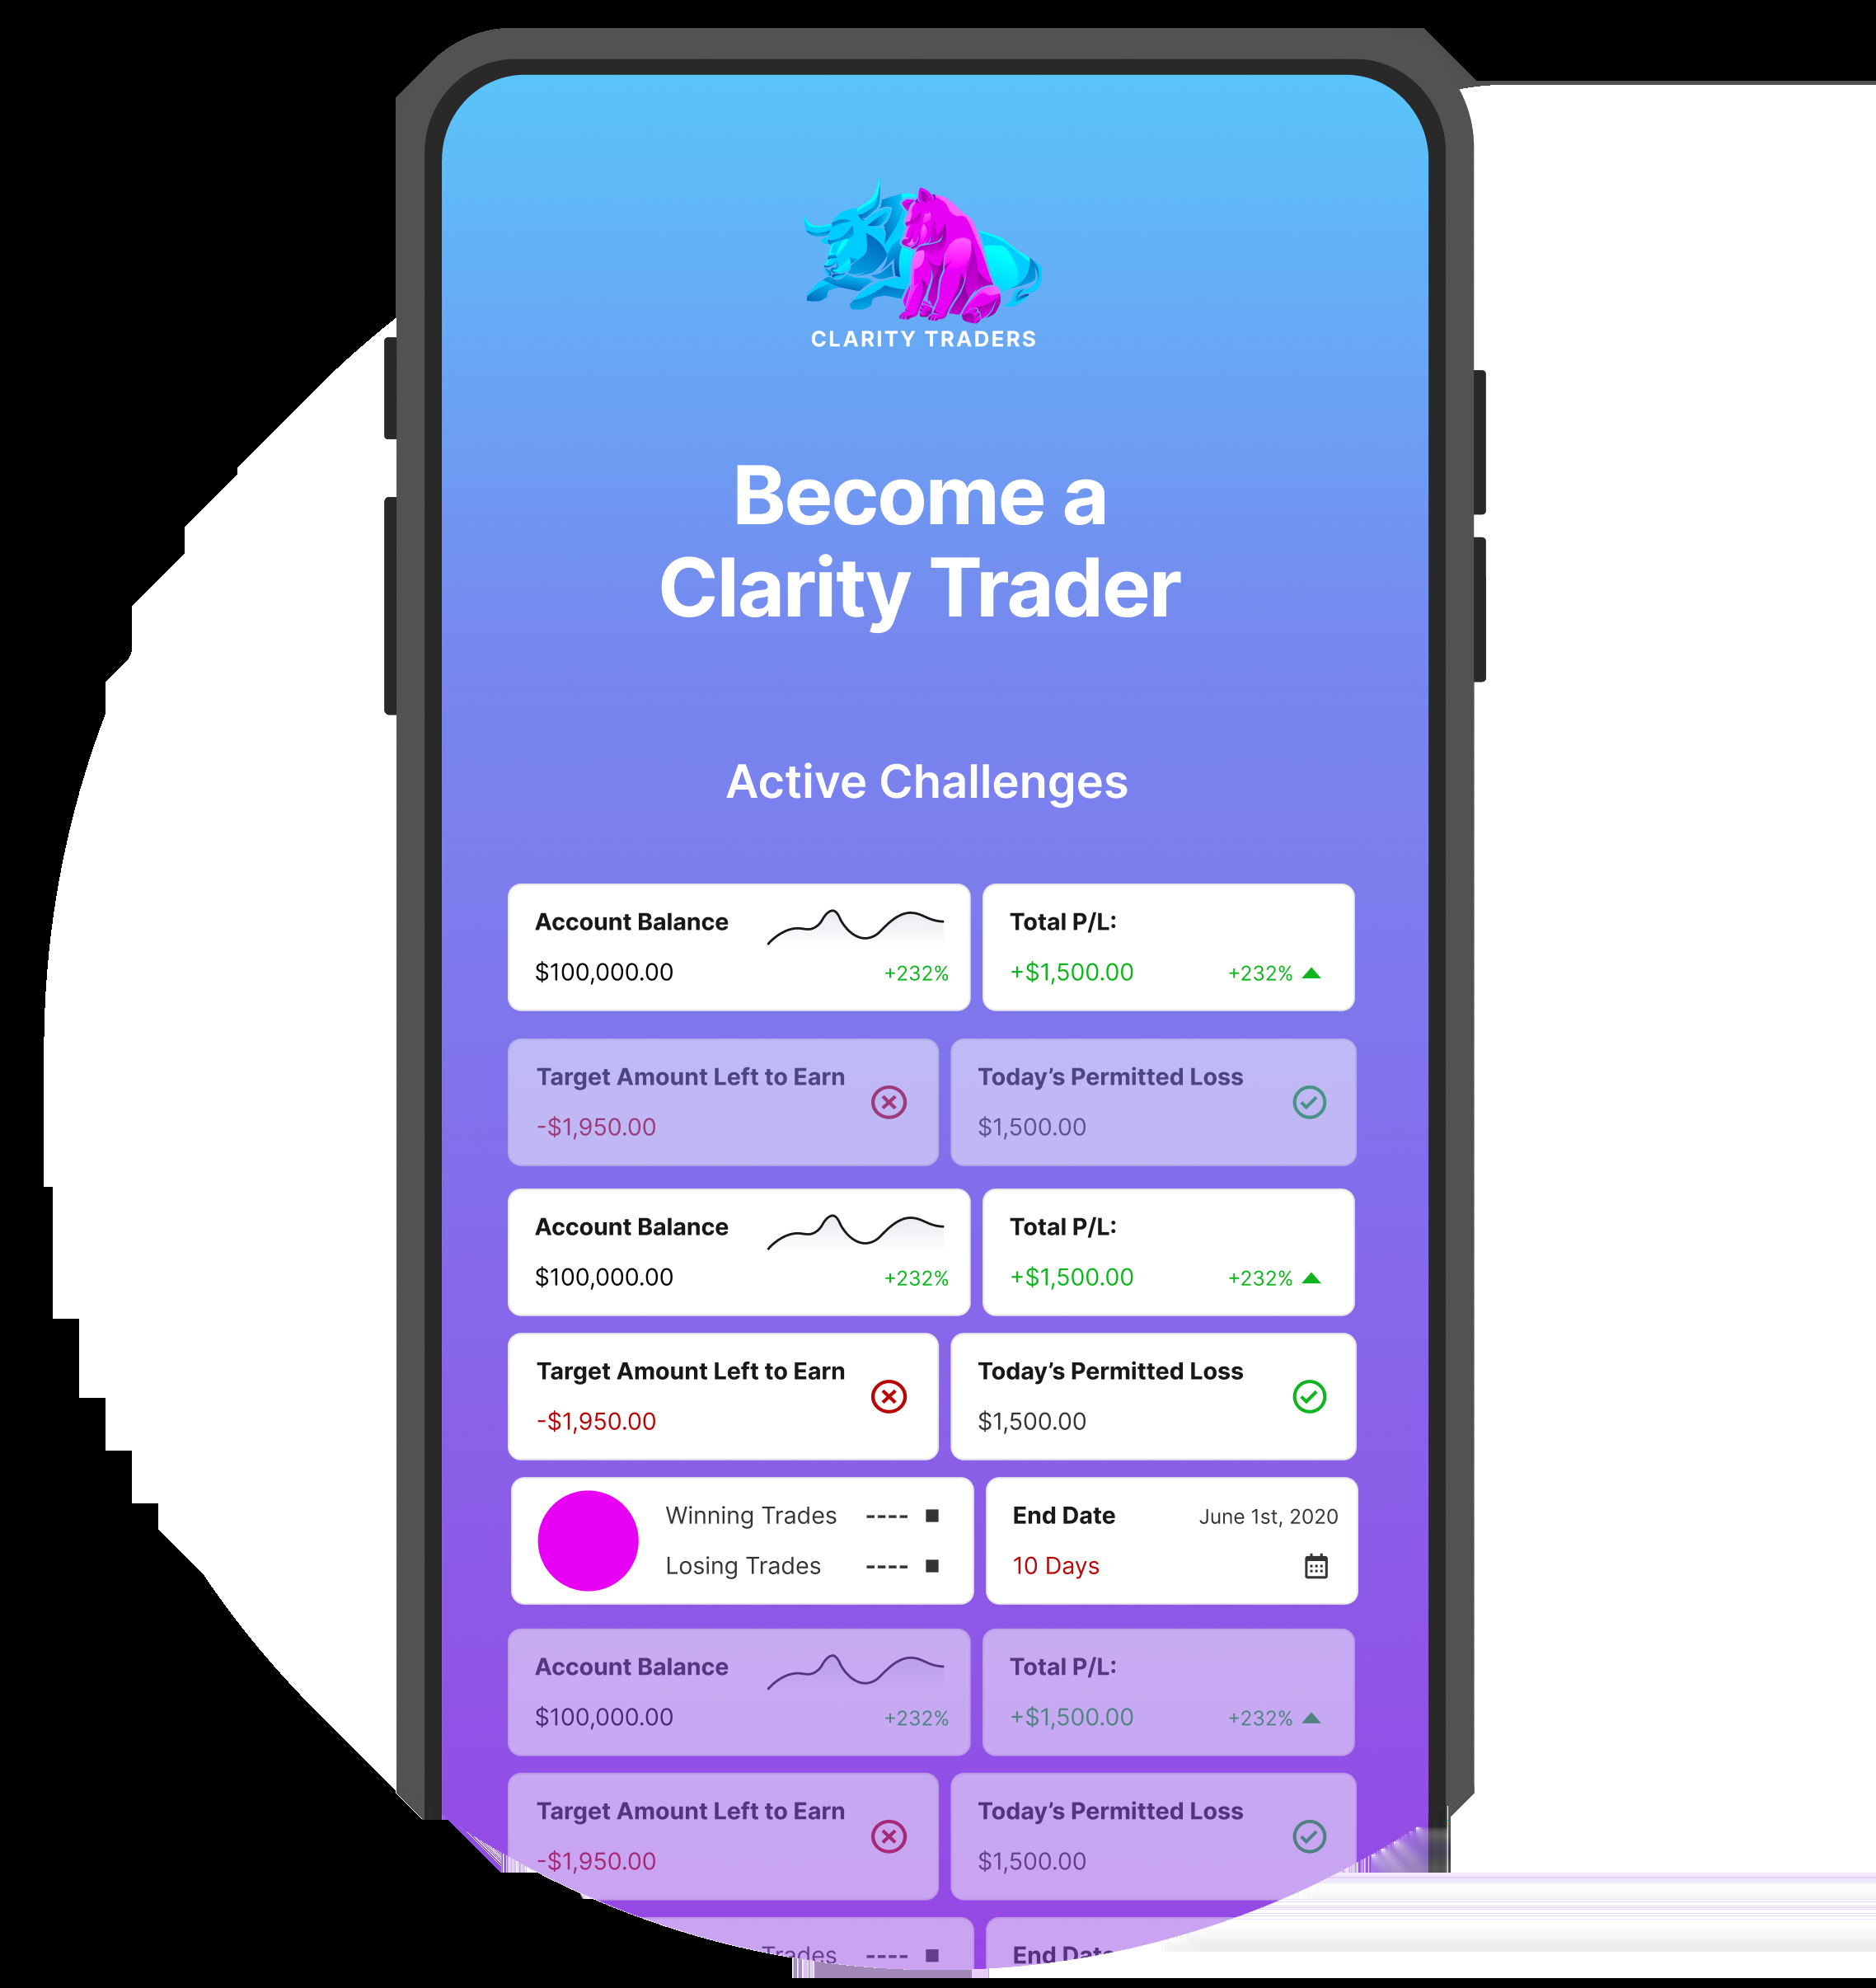 CLARITY TRADERS
Become a
Clarity Trader
Active Challenges
Account Balance
$100,000.00 +232%
Total P/L:
+$1,500.00 +232%
Target Amount Left to Earn
-$1,950.00
Today’s Permitted Loss
$1,500.00
Account Balance
$100,000.00 +232%
Total P/L:
+$1,500.00 +232%
Target Amount Left to Earn
-$1,950.00
Today’s Permitted Loss
$1,500.00
Winning Trades ----
Losing Trades ----
End Date June 1st, 2020
10 Days
Account Balance
$100,000.00 +232%
Total P/L:
+$1,500.00 +232%
Target Amount Left to Earn
-$1,950.00
Today’s Permitted Loss
$1,500.00
Trades ----
End Date